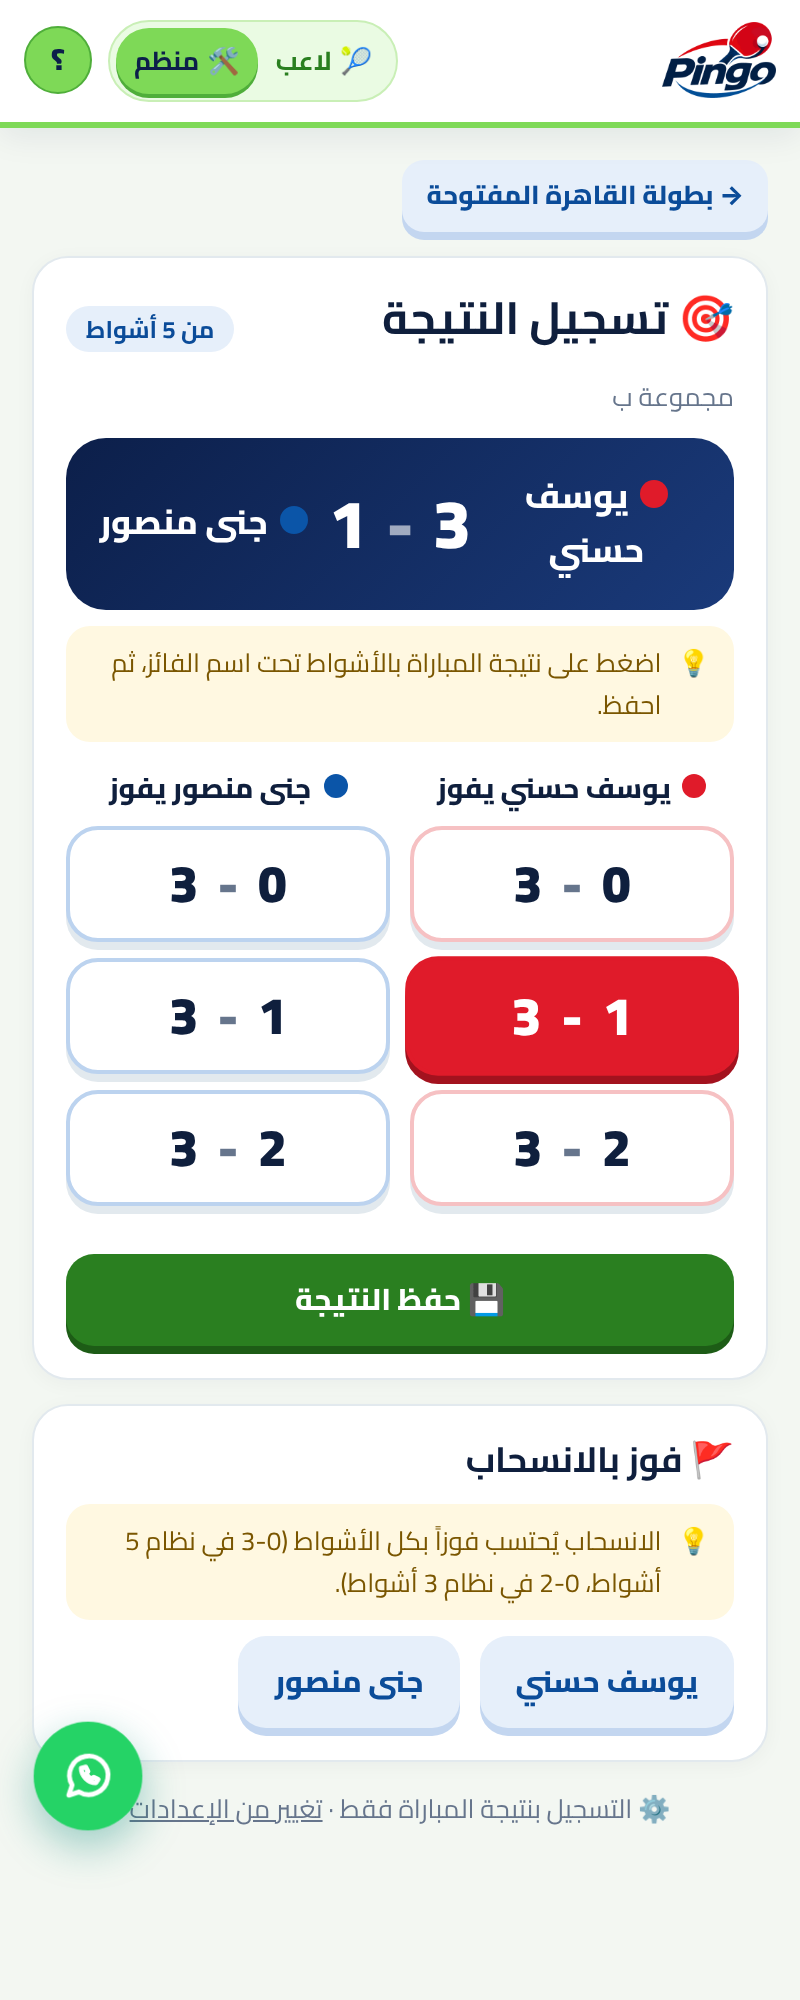 Pingo
🎾 لاعب
🛠️ منظم
؟
→ بطولة القاهرة المفتوحة
🎯 تسجيل النتيجة
من 5 أشواط
مجموعة ب
يوسف
حسني
3 - 1
جنى منصور
💡 اضغط على نتيجة المباراة بالأشواط تحت اسم الفائز، ثم
احفظ.
يوسف حسني يفوز
جنى منصور يفوز
3 - 0
3 - 0
3 - 1
3 - 1
3 - 2
3 - 2
💾 حفظ النتيجة
🚩 فوز بالانسحاب
💡 الانسحاب يُحتسب فوزاً بكل الأشواط (3-0 في نظام 5
أشواط، 2-0 في نظام 3 أشواط).
يوسف حسني
جنى منصور
⚙️ التسجيل بنتيجة المباراة فقط · تغيير من الإعدادات